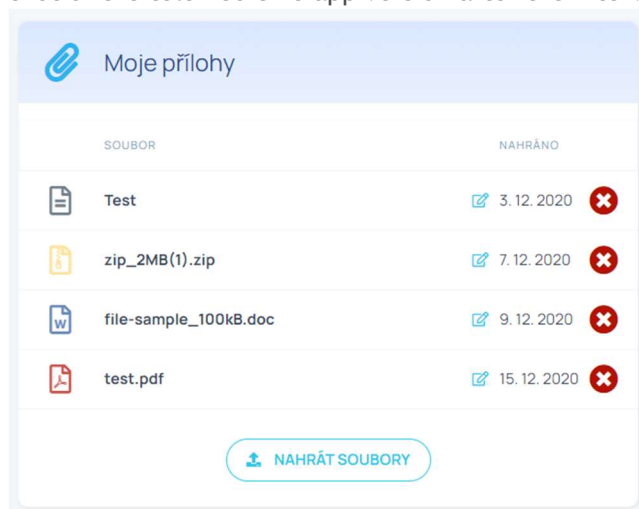 Moje přílohy
SOUBOR NAHRÁNO
Test 3. 12. 2020
zip_2MB(1).zip 7. 12. 2020
W file-sample_100kB.doc 9. 12. 2020
test.pdf 15. 12. 2020
NAHRÁT SOUBORY